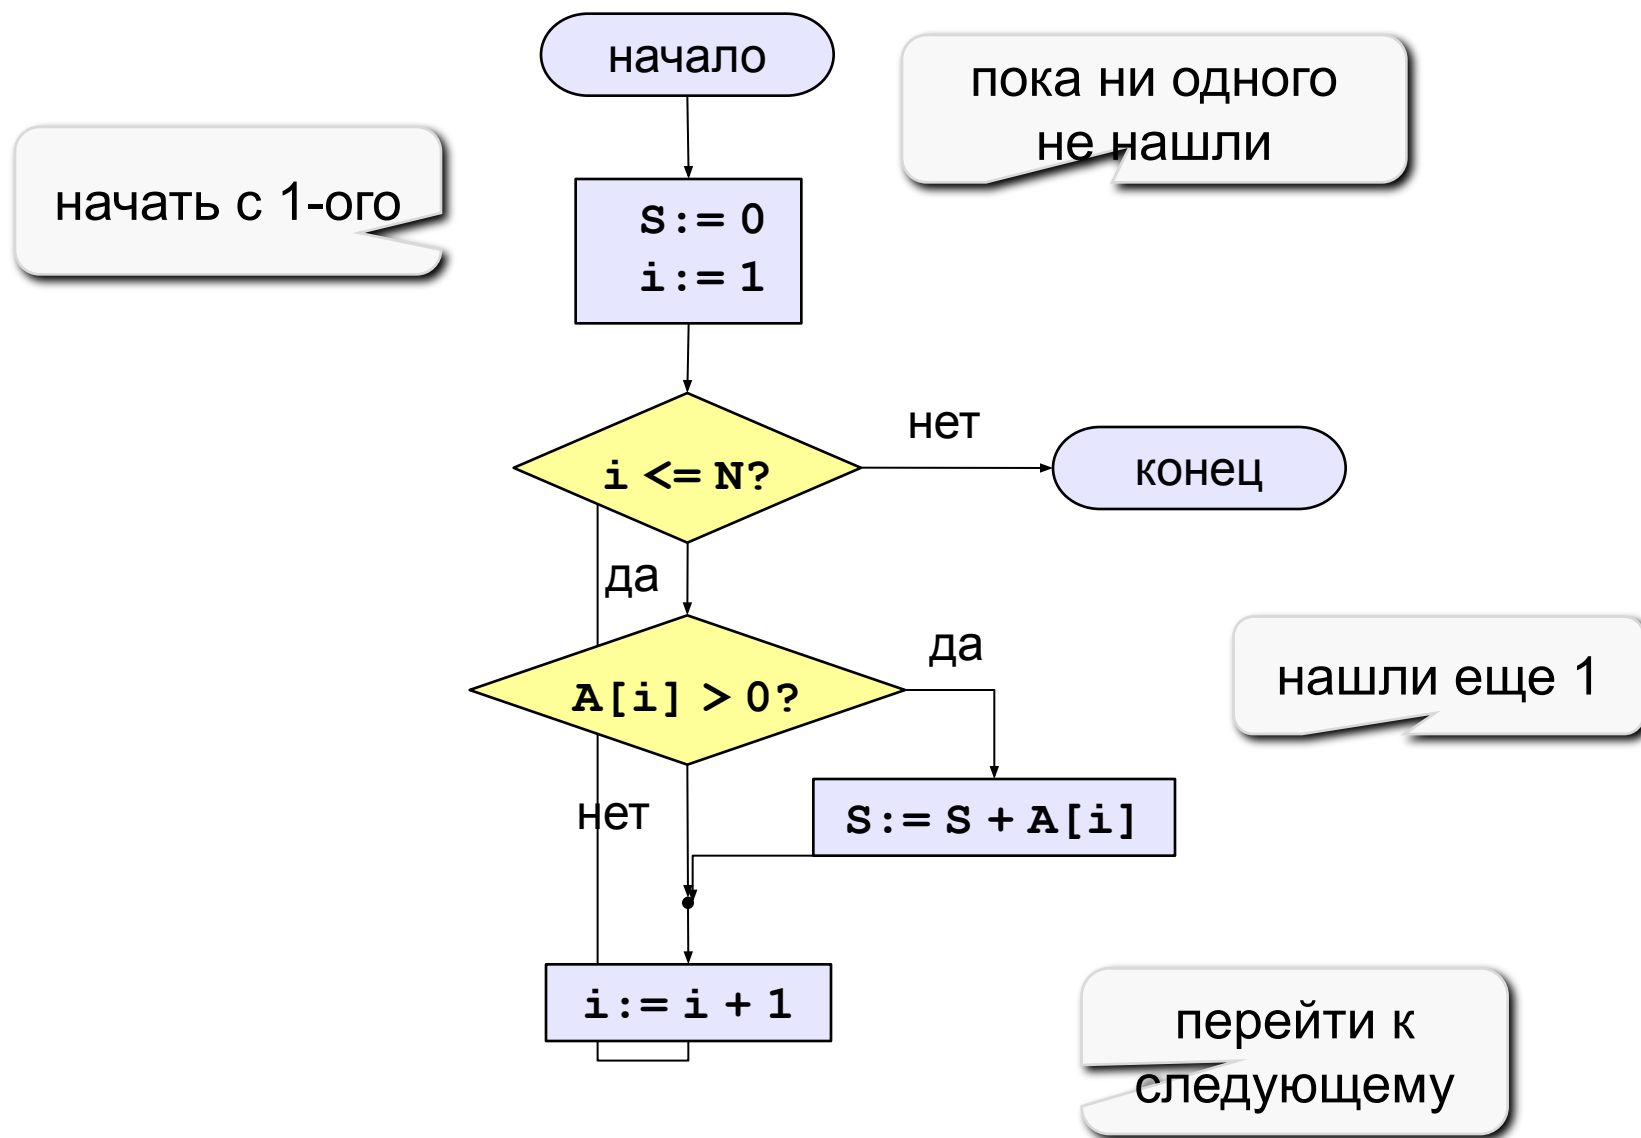 начало
пока ни одного
не нашли
начать с 1-ого
S:= 0
i:= 1
нет
i <= N?
конец
да
да
A[i] > 0?
нашли еще 1
нет
S:= S + A[i]
i:= i + 1
перейти к
следующему